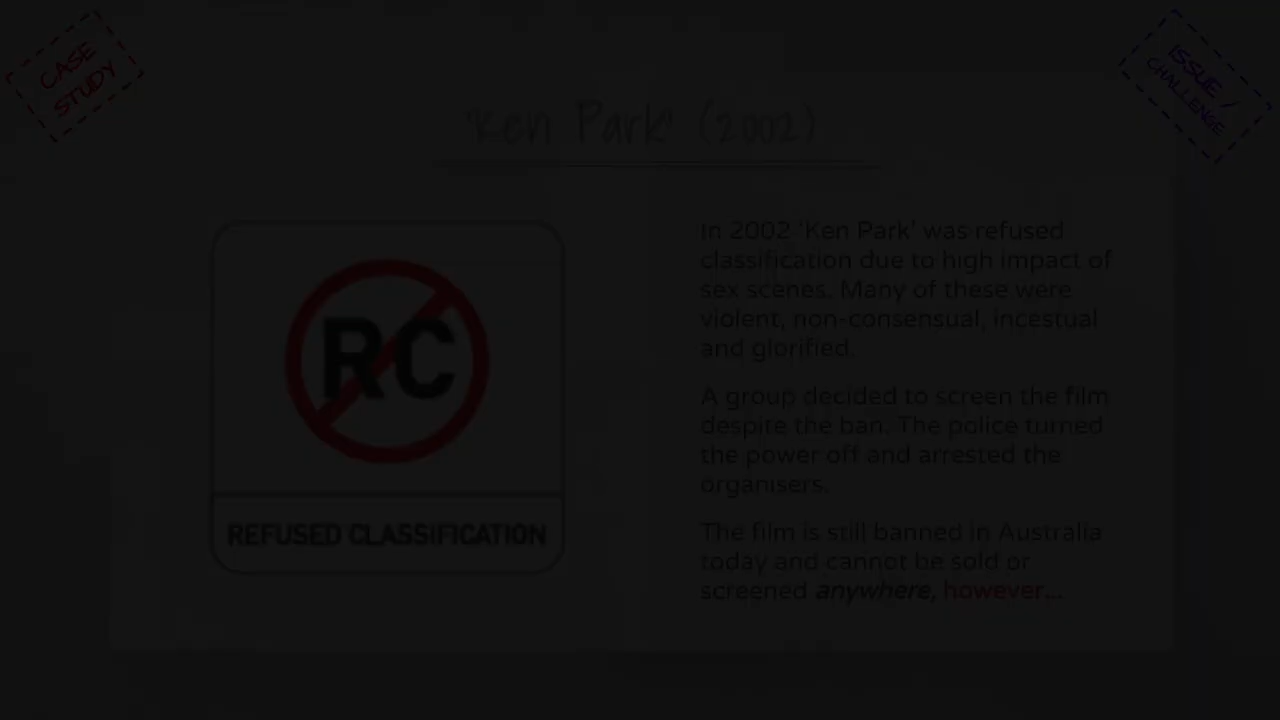 CASE
STUDY
ISSUE /
CHALLENGE
'Ken Park' (2002)
RC
REFUSED CLASSIFICATION
In 2002 'Ken Park' was refused
classification due to high impact of
sex scenes. Many of these were
violent, non-consensual, incestual
and glorified.
A group decided to screen the film
despite the ban. The police turned
the power off and arrested the
organisers.
The film is still banned in Australia
today and cannot be sold or
screened anywhere, however...